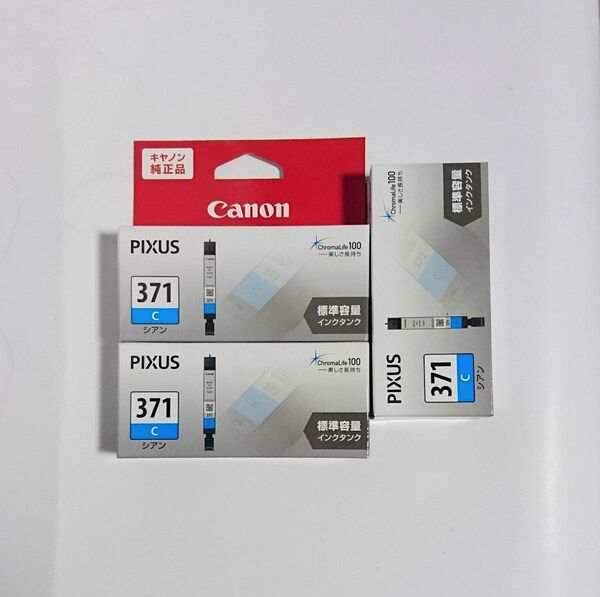 キヤノン
純正品
Canon
PIXUS
ChromaLife100
美しさ長持ち
371
C
シアン
標準容量
インクタンク
PIXUS
ChromaLife100
美しさ長持ち
371
C
シアン
標準容量
インクタンク
PIXUS
ChromaLife100
美しさ長持ち
371
C
シアン
標準容量
インクタンク